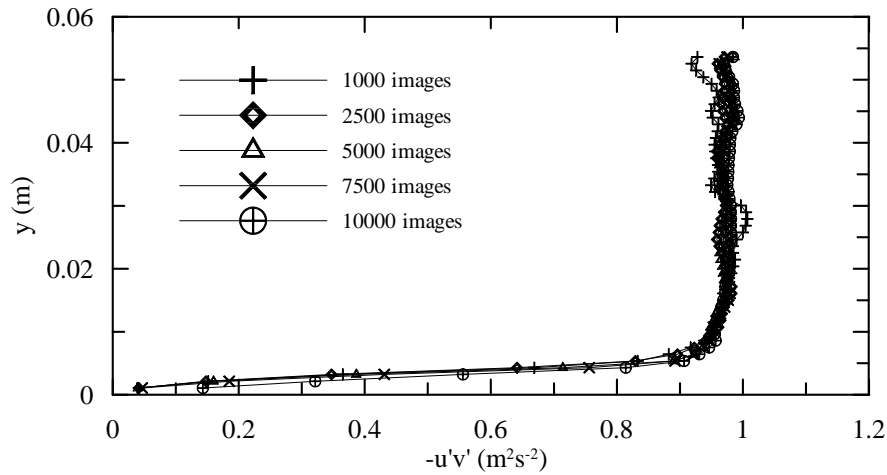 0.06
0.04
0.02
0
y (m)
1000 images
2500 images
5000 images
7500 images
10000 images
0 0.2 0.4 0.6 0.8 1 1.2
-u'v' (m²s⁻²)